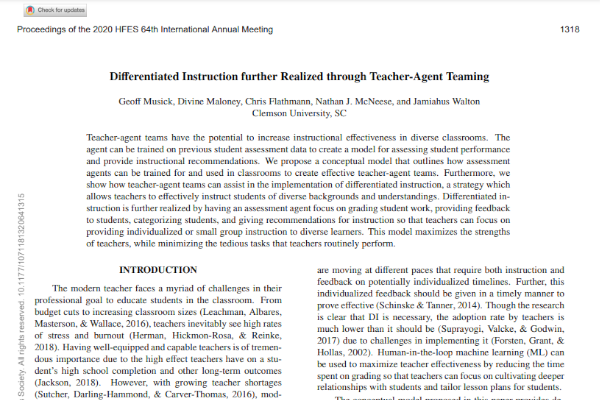 Check for updates
Proceedings of the 2020 HFES 64th International Annual Meeting
1318
Differentiated Instruction further Realized through Teacher-Agent Teaming
Geoff Musick, Divine Maloney, Chris Flathmann, Nathan J. McNeese, and Jamiahus Walton
Clemson University, SC
Teacher-agent teams have the potential to increase instructional effectiveness in diverse classrooms. The
agent can be trained on previous student assessment data to create a model for assessing student performance
and provide instructional recommendations. We propose a conceptual model that outlines how assessment
agents can be trained for and used in classrooms to create effective teacher-agent teams. Furthermore, we
show how teacher-agent teams can assist in the implementation of differentiated instruction, a strategy which
allows teachers to effectively instruct students of diverse backgrounds and understandings. Differentiated in-
struction is further realized by having an assessment agent focus on grading student work, providing feedback
to students, categorizing students, and giving recommendations for instruction so that teachers can focus on
providing individualized or small group instruction to diverse learners. This model maximizes the strengths
of teachers, while minimizing the tedious tasks that teachers routinely perform.
INTRODUCTION
The modern teacher faces a myriad of challenges in their
professional goal to educate students in the classroom. From
budget cuts to increasing classroom sizes (Leachman, Albares,
Masterson, & Wallace, 2016), teachers inevitably see high rates
of stress and burnout (Herman, Hickmon-Rosa, & Reinke,
2018). Having well-equipped and capable teachers is of tremen-
dous importance due to the high effect teachers have on a stu-
dent's high school completion and other long-term outcomes
(Jackson, 2018). However, with growing teacher shortages
(Sutcher, Darling-Hammond, & Carver-Thomas, 2016), mod-
are moving at different paces that require both instruction and
feedback on potentially individualized timelines. Further, this
individualized feedback should be given in a timely manner to
prove effective (Schinske & Tanner, 2014). Though the research
is clear that DI is necessary, the adoption rate by teachers is
much lower than it should be (Suprayogi, Valcke, & Godwin,
2017) due to challenges in implementing it (Forsten, Grant, &
Hollas, 2002). Human-in-the-loop machine learning (ML) can
be used to maximize teacher effectiveness by reducing the time
spent on grading so that teachers can focus on cultivating deeper
relationships with students and tailor lesson plans for students.
The conceptual model proposed in this paper provides
Society. All rights reserved. 10.1177/1071181320641315